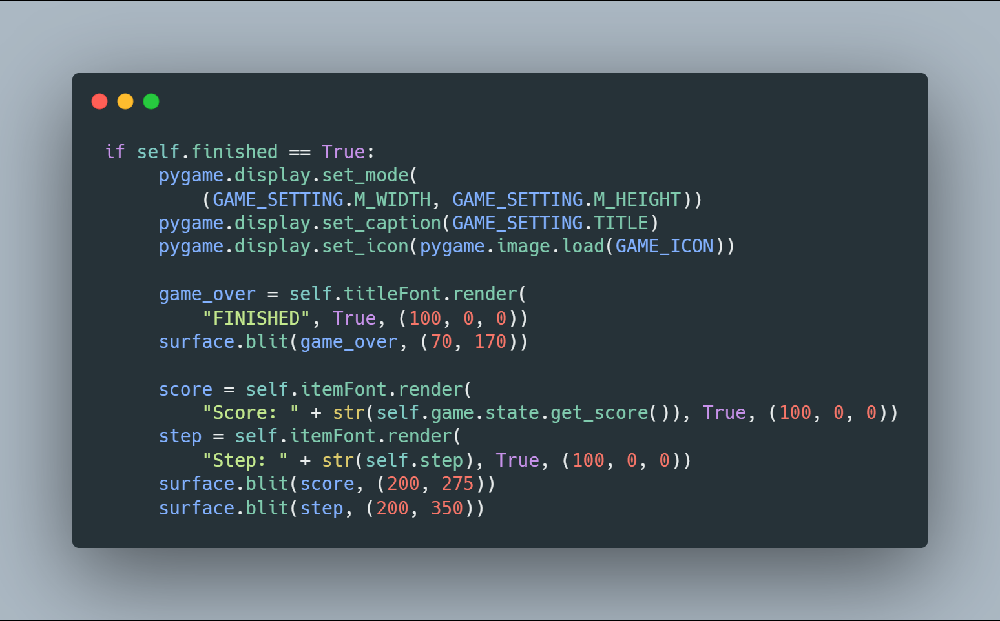 if self.finished == True:
     pygame.display.set_mode(
         (GAME_SETTING.M_WIDTH, GAME_SETTING.M_HEIGHT))
     pygame.display.set_caption(GAME_SETTING.TITLE)
     pygame.display.set_icon(pygame.image.load(GAME_ICON))

     game_over = self.titleFont.render(
         "FINISHED", True, (100, 0, 0))
     surface.blit(game_over, (70, 170))

     score = self.itemFont.render(
         "Score: " + str(self.game.state.get_score()), True, (100, 0, 0))
     step = self.itemFont.render(
         "Step: " + str(self.step), True, (100, 0, 0))
     surface.blit(score, (200, 275))
     surface.blit(step, (200, 350))